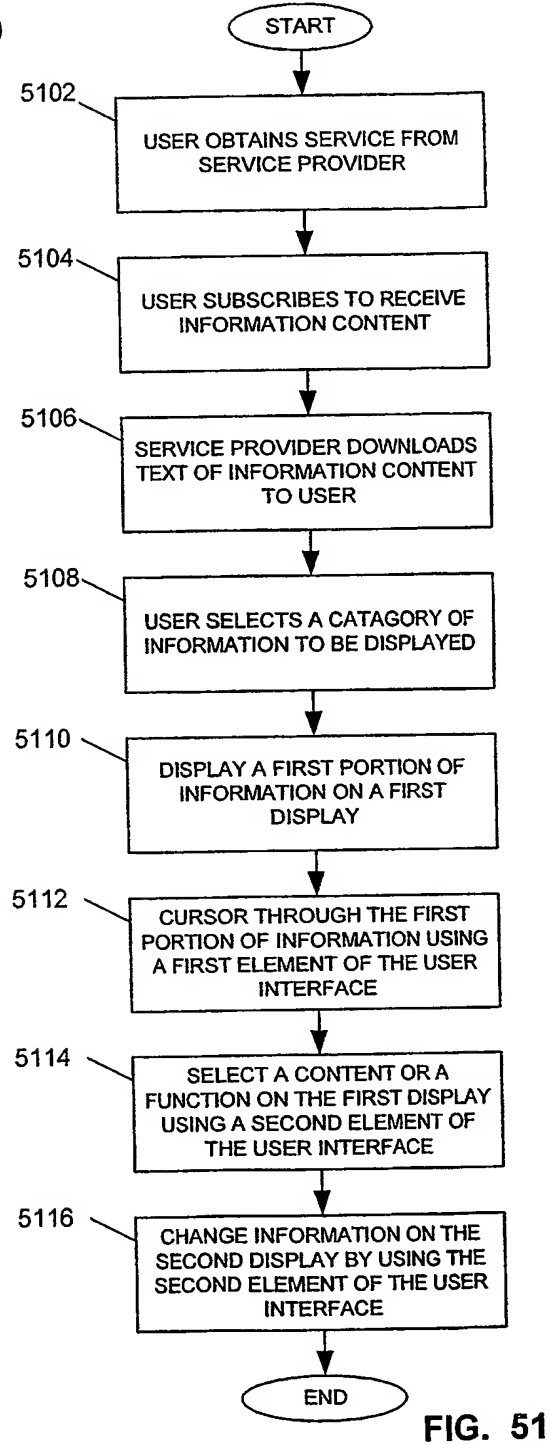 START
5102
USER OBTAINS SERVICE FROM
SERVICE PROVIDER
5104
USER SUBSCRIBES TO RECEIVE
INFORMATION CONTENT
5106
SERVICE PROVIDER DOWNLOADS
TEXT OF INFORMATION CONTENT
TO USER
5108
USER SELECTS A CATAGORY OF
INFORMATION TO BE DISPLAYED
5110
DISPLAY A FIRST PORTION OF
INFORMATION ON A FIRST
DISPLAY
5112
CURSOR THROUGH THE FIRST
PORTION OF INFORMATION USING
A FIRST ELEMENT OF THE USER
INTERFACE
5114
SELECT A CONTENT OR A
FUNCTION ON THE FIRST DISPLAY
USING A SECOND ELEMENT OF
THE USER INTERFACE
5116
CHANGE INFORMATION ON THE
SECOND DISPLAY BY USING THE
SECOND ELEMENT OF THE USER
INTERFACE
END
FIG. 51